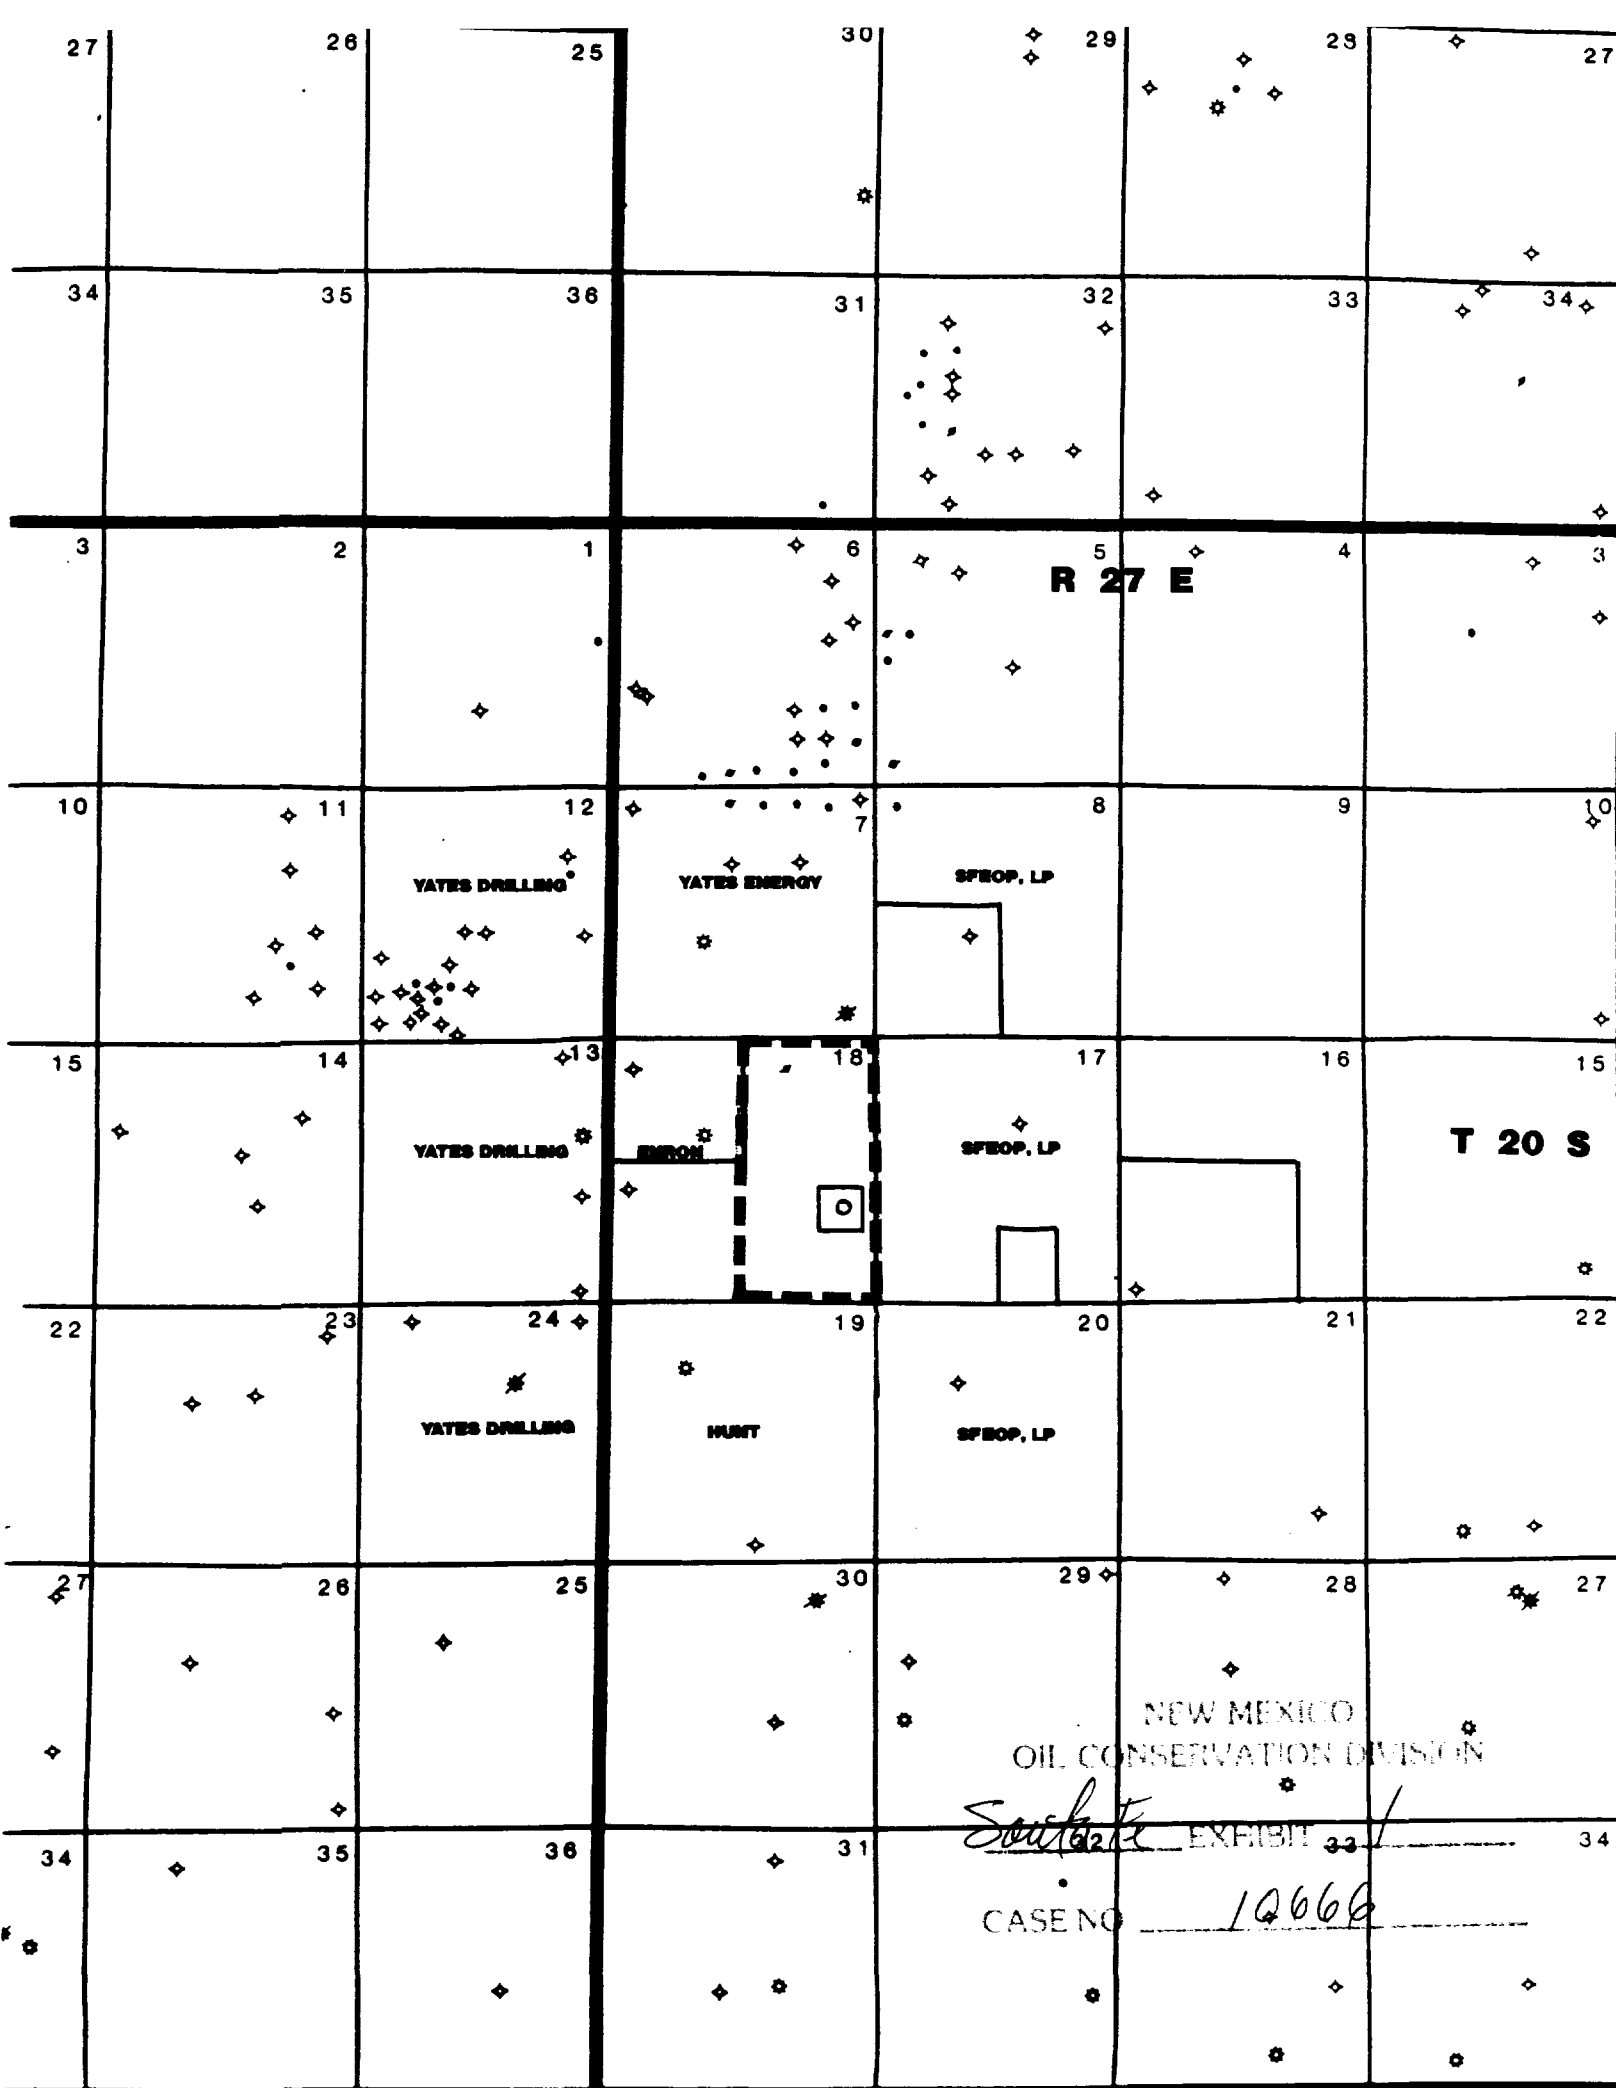 27 26 25 30 29 28 27
34 35 36 31 32 33 34
3 2 1 6 5 4 3
R 27 E
10 11 12 7 8 9 10
YATES DRILLING YATES ENERGY SFEOP, LP
15 14 13 18 17 16 15
YATES DRILLING ENRON SFEOP, LP T 20 S
22 23 24 19 20 21 22
YATES DRILLING HUNT SFEOP, LP
27 26 25 30 29 28 27
NEW MEXICO
OIL CONSERVATION DIVISION
EXHIBIT 1
34 35 36 31 32 33 34
CASE NO 10666